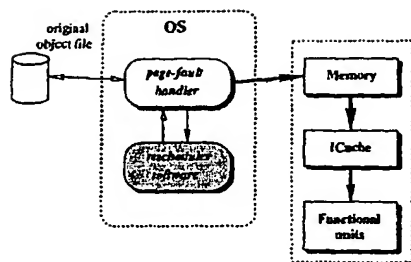 original
object file
OS
page-fault
handler
rescheduler
software
Memory
ICache
Functional
units